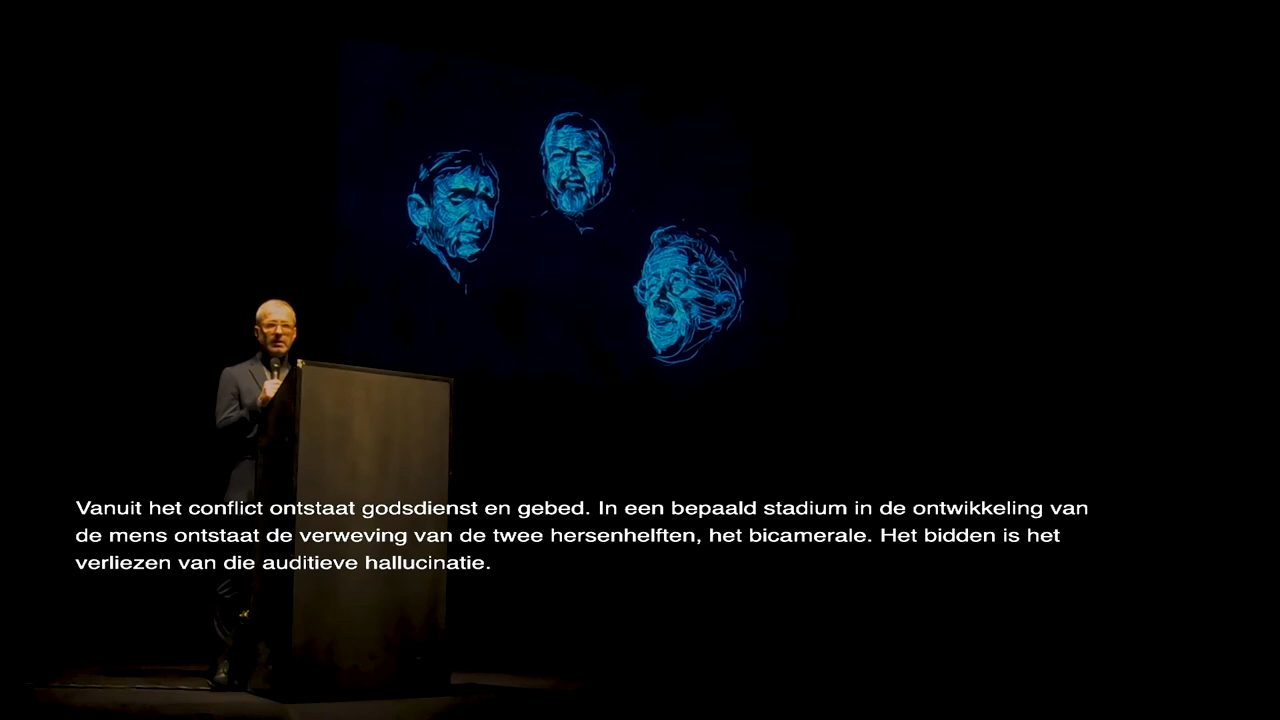 Vanuit het conflict ontstaat godsdienst en gebed. In een bepaald stadium in de ontwikkeling van
de mens ontstaat de verweving van de twee hersenhelften, het bicamerale. Het bidden is het
verliezen van die auditieve hallucinatie.